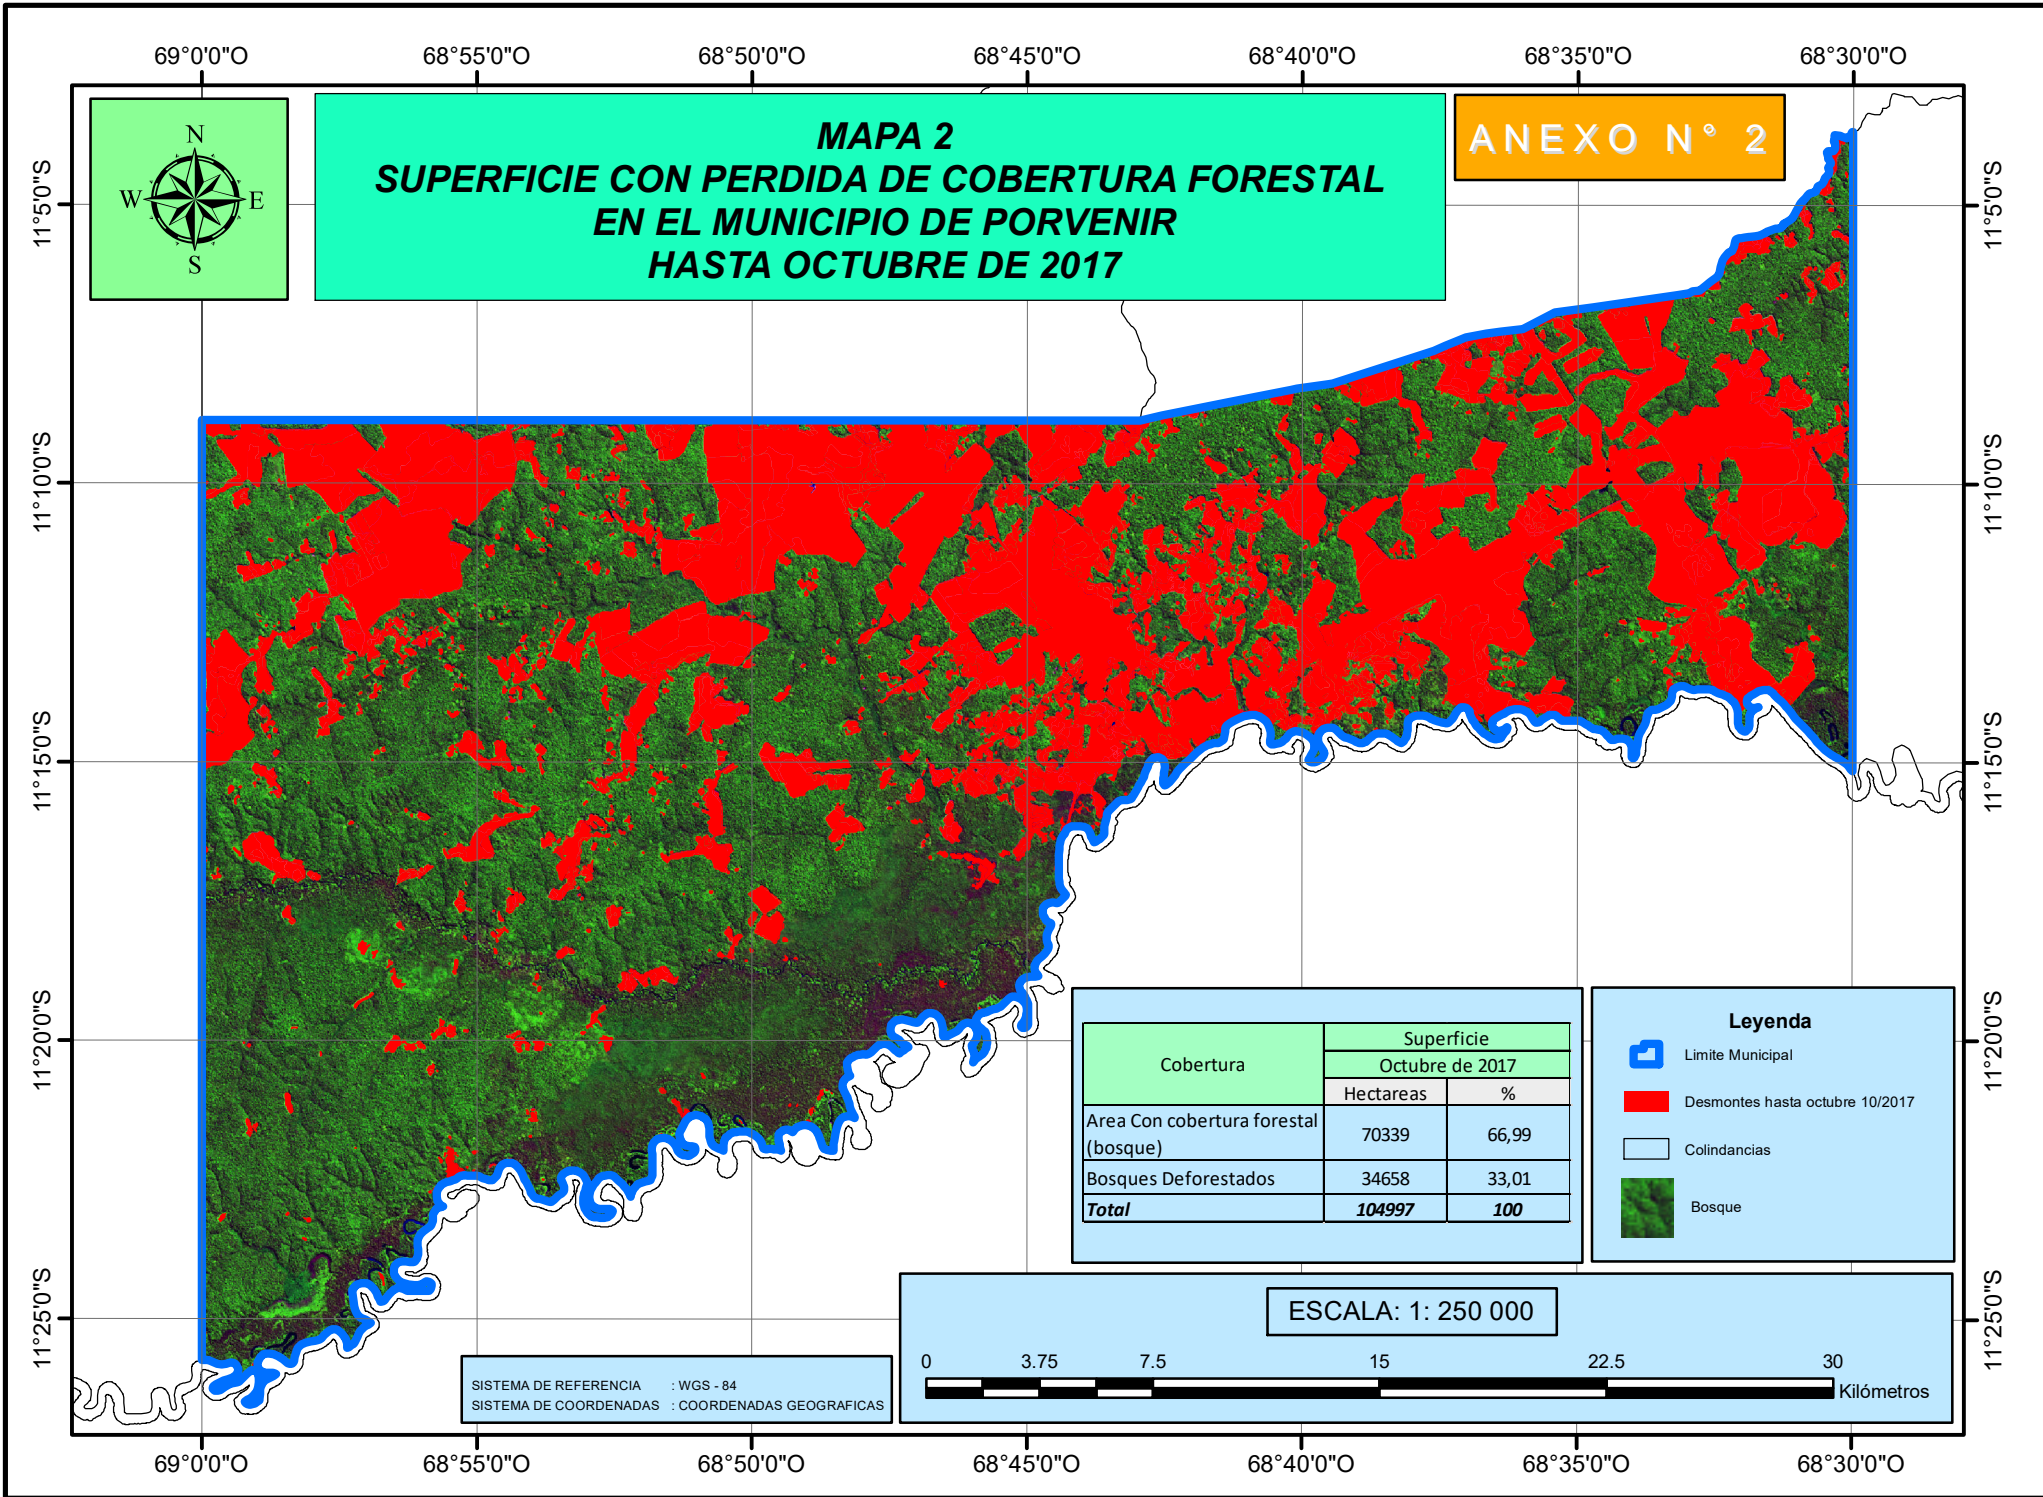 69°0'0"O 68°55'0"O 68°50'0"O 68°45'0"O 68°40'0"O 68°35'0"O 68°30'0"O
N
W E
S
MAPA 2
SUPERFICIE CON PERDIDA DE COBERTURA FORESTAL
EN EL MUNICIPIO DE PORVENIR
HASTA OCTUBRE DE 2017
ANEXO N° 2
11°5'0"S 11°5'0"S
11°10'0"S 11°10'0"S
11°15'0"S 11°15'0"S
11°20'0"S 11°20'0"S
11°25'0"S 11°25'0"S
Cobertura
Superficie
Octubre de 2017
Hectareas %
Area Con cobertura forestal
(bosque) 70339 66,99
Bosques Deforestados 34658 33,01
Total 104997 100
Leyenda
Limite Municipal
Desmontes hasta octubre 10/2017
Colindancias
Bosque
ESCALA: 1: 250 000
0 3.75 7.5 15 22.5 30
Kilómetros
SISTEMA DE REFERENCIA : WGS - 84
SISTEMA DE COORDENADAS : COORDENADAS GEOGRAFICAS
69°0'0"O 68°55'0"O 68°50'0"O 68°45'0"O 68°40'0"O 68°35'0"O 68°30'0"O